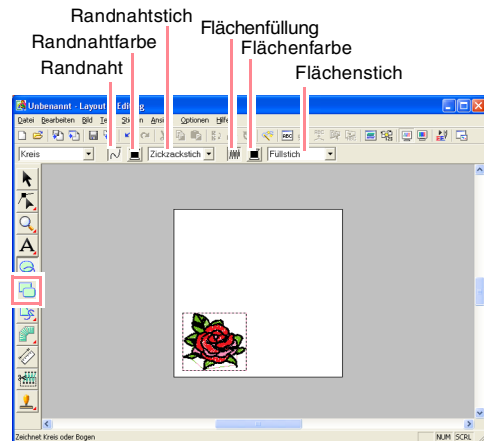 Randnahtstich
Flächenfüllung
Randnahtfarbe
Flächenfarbe
Randnaht
Flächenstich
Unbenannt - Layout Editing
Datei Bearbeiten Bild Sticken Optionen
Kreis Zickzackstich Füllstich
A
Zeichnet Kreis oder Bogen NUM SCRL